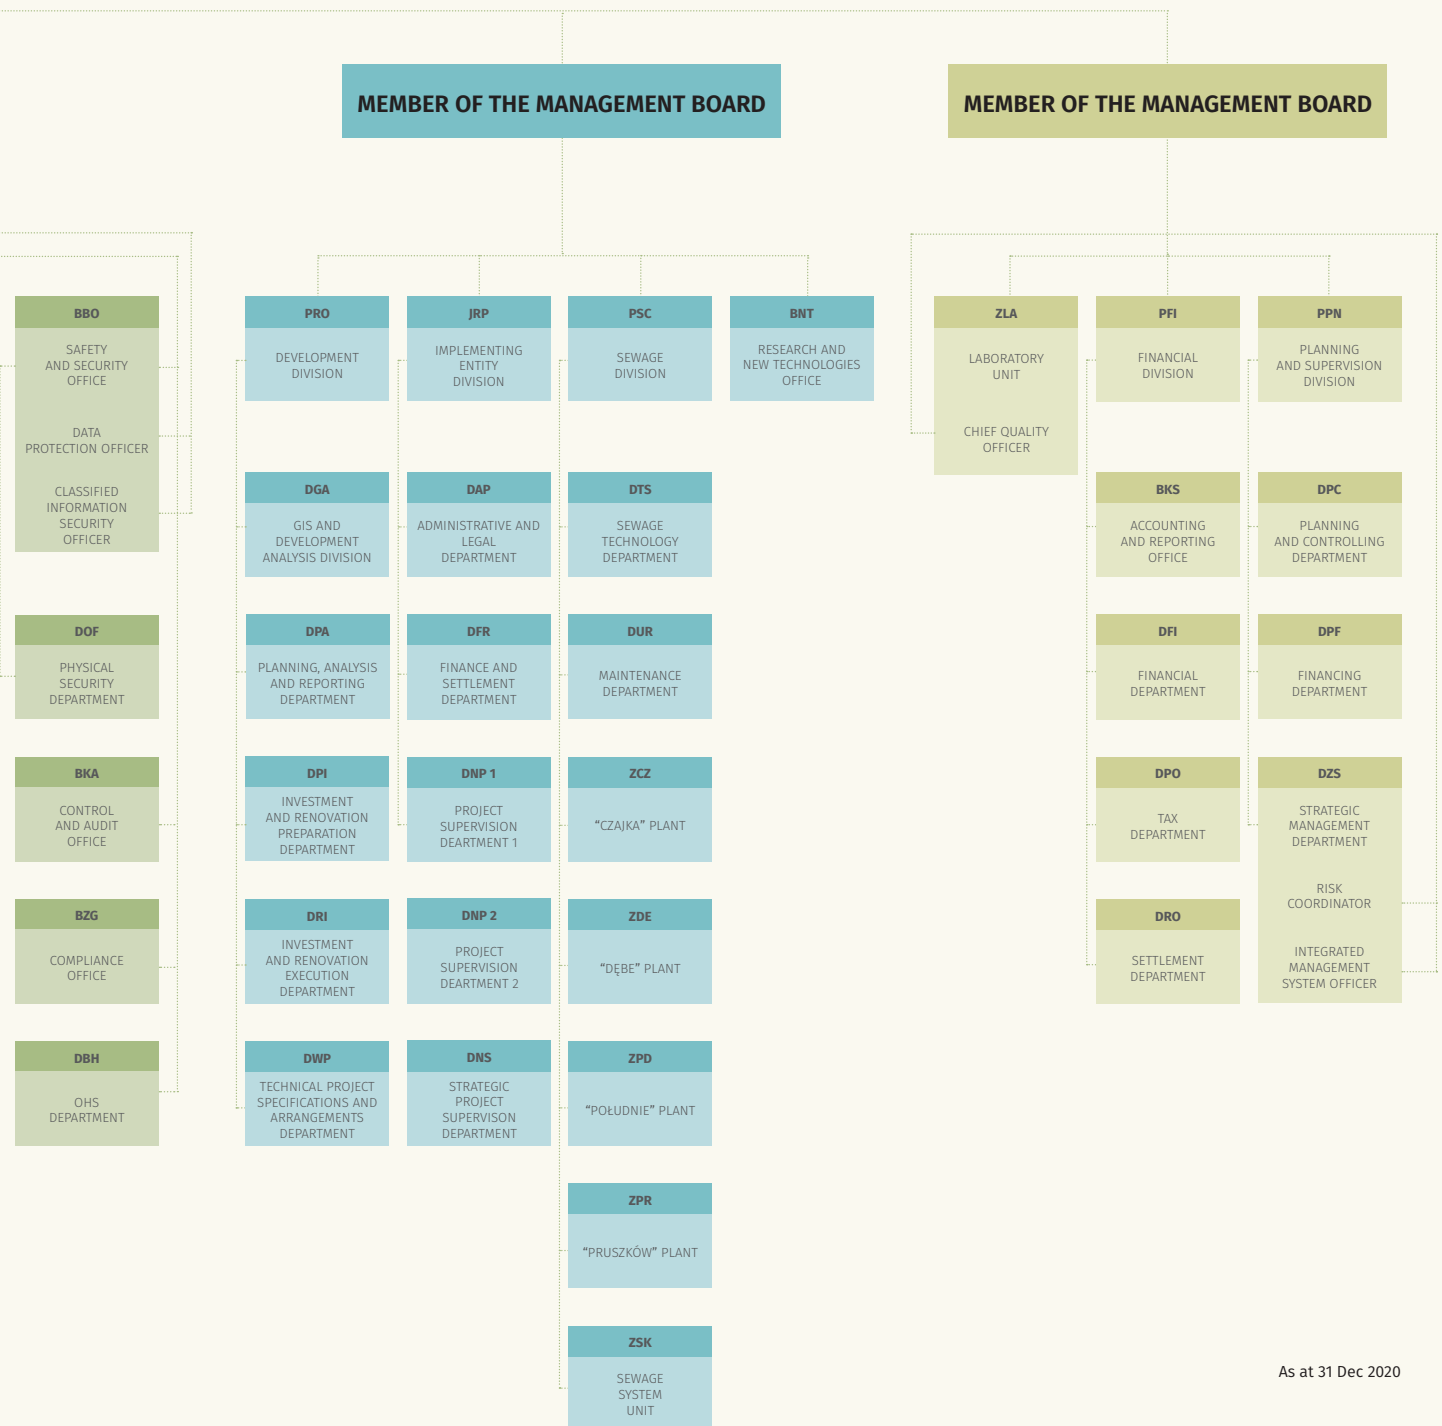 MEMBER OF THE MANAGEMENT BOARD
MEMBER OF THE MANAGEMENT BOARD
BBO
SAFETY
AND SECURITY
OFFICE
DATA
PROTECTION OFFICER
CLASSIFIED
INFORMATION
SECURITY
OFFICER
DOF
PHYSICAL
SECURITY
DEPARTMENT
BKA
CONTROL
AND AUDIT
OFFICE
BZG
COMPLIANCE
OFFICE
DBH
OHS
DEPARTMENT
PRO
DEVELOPMENT
DIVISION
DGA
GIS AND
DEVELOPMENT
ANALYSIS DIVISION
DPA
PLANNING, ANALYSIS
AND REPORTING
DEPARTMENT
DPI
INVESTMENT
AND RENOVATION
PREPARATION
DEPARTMENT
DRI
INVESTMENT
AND RENOVATION
EXECUTION
DEPARTMENT
DWP
TECHNICAL PROJECT
SPECIFICATIONS AND
ARRANGEMENTS
DEPARTMENT
JRP
IMPLEMENTING
ENTITY
DIVISION
DAP
ADMINISTRATIVE AND
LEGAL
DEPARTMENT
DFR
FINANCE AND
SETTLEMENT
DEPARTMENT
DNP 1
PROJECT
SUPERVISION
DEARTMENT 1
DNP 2
PROJECT
SUPERVISION
DEARTMENT 2
DNS
STRATEGIC
PROJECT
SUPERVISON
DEPARTMENT
PSC
SEWAGE
DIVISION
DTS
SEWAGE
TECHNOLOGY
DEPARTMENT
DUR
MAINTENANCE
DEPARTMENT
ZCZ
“CZAJKA” PLANT
ZDE
“DĘBE” PLANT
ZPD
“POŁUDNIE” PLANT
ZPR
“PRUSZKÓW” PLANT
ZSK
SEWAGE
SYSTEM
UNIT
BNT
RESEARCH AND
NEW TECHNOLOGIES
OFFICE
ZLA
LABORATORY
UNIT
CHIEF QUALITY
OFFICER
PFI
FINANCIAL
DIVISION
BKS
ACCOUNTING
AND REPORTING
OFFICE
DFI
FINANCIAL
DEPARTMENT
DPO
TAX
DEPARTMENT
DRO
SETTLEMENT
DEPARTMENT
PPN
PLANNING
AND SUPERVISION
DIVISION
DPC
PLANNING
AND CONTROLLING
DEPARTMENT
DPF
FINANCING
DEPARTMENT
DZS
STRATEGIC
MANAGEMENT
DEPARTMENT
RISK
COORDINATOR
INTEGRATED
MANAGEMENT
SYSTEM OFFICER
As at 31 Dec 2020